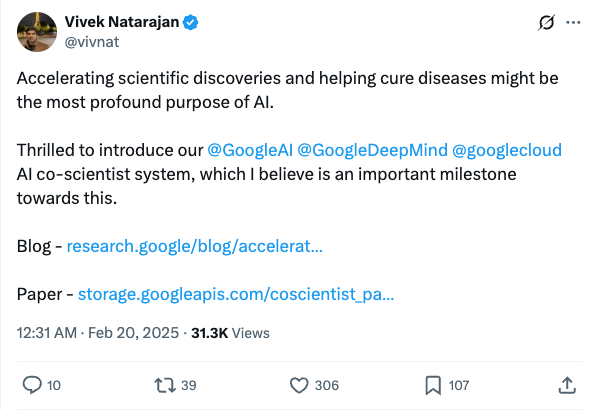 Vivek Natarajan
@vivnat
Accelerating scientific discoveries and helping cure diseases might be
the most profound purpose of AI.
Thrilled to introduce our @GoogleAI @GoogleDeepMind @googlecloud
AI co-scientist system, which I believe is an important milestone
towards this.
Blog - research.google/blog/accelerat...
Paper - storage.googleapis.com/coscientist_pa...
12:31 AM · Feb 20, 2025 · 31.3K Views
10 39 306 107